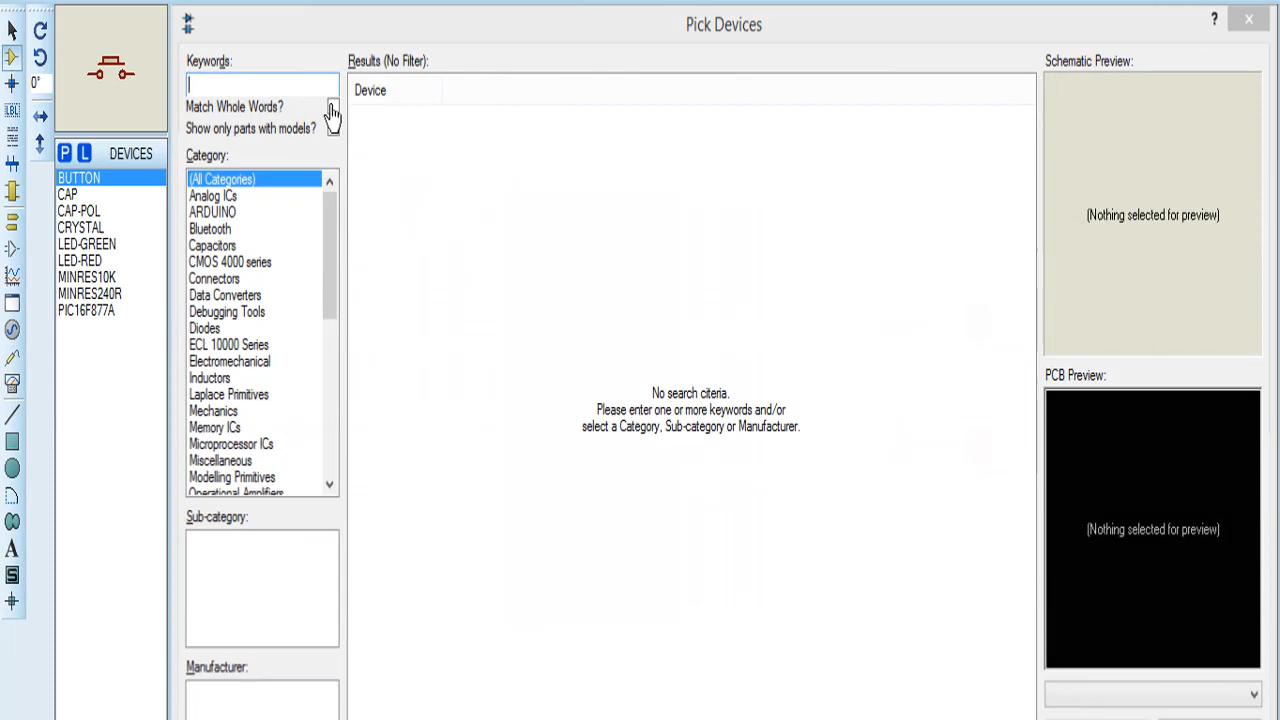 Pick Devices
?
x
0°
LBL
P L DEVICES
BUTTON
CAP
CAP-POL
CRYSTAL
LED-GREEN
LED-RED
MINRES10K
MINRES240R
PIC16F877A
A
S
Keywords:
Match Whole Words?
Show only parts with models?
Category:
(All Categories)
Analog ICs
ARDUINO
Bluetooth
Capacitors
CMOS 4000 series
Connectors
Data Converters
Debugging Tools
Diodes
ECL 10000 Series
Electromechanical
Inductors
Laplace Primitives
Mechanics
Memory ICs
Microprocessor ICs
Miscellaneous
Modelling Primitives
Operational Amplifiers
Sub-category:
Manufacturer:
Results (No Filter):
Device
No search citeria.
Please enter one or more keywords and/or
select a Category, Sub-category or Manufacturer.
Schematic Preview:
(Nothing selected for preview)
PCB Preview:
(Nothing selected for preview)